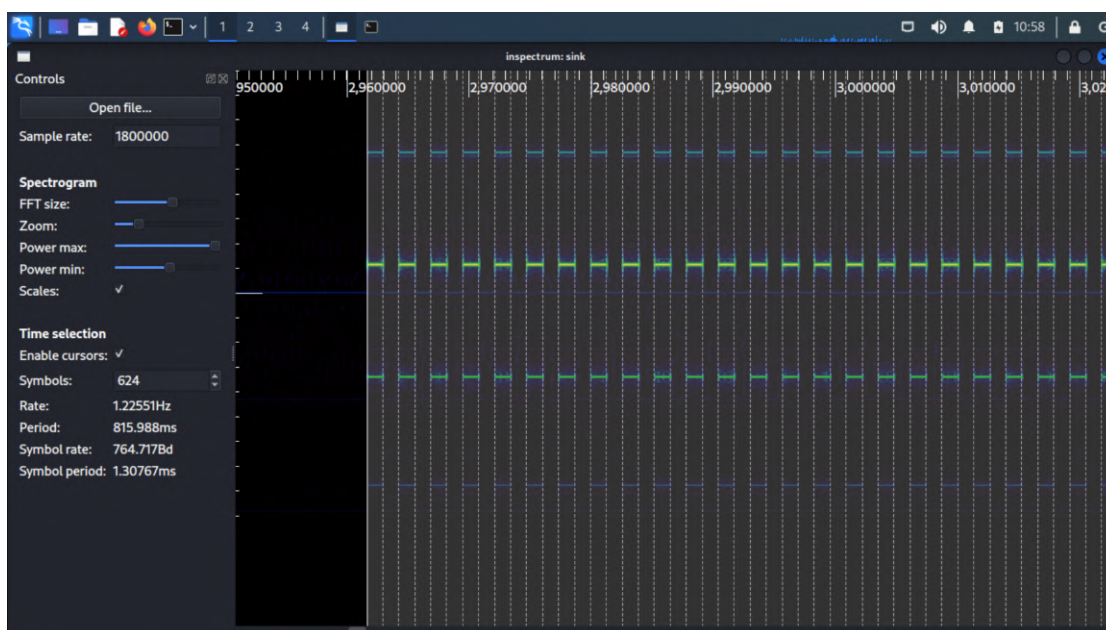 1 2 3 4 10:58
inspectrum: sink
Controls
Open file...
Sample rate: 1800000
Spectrogram
FFT size:
Zoom:
Power max:
Power min:
Scales:
Time selection
Enable cursors:
Symbols: 624
Rate: 1.22551Hz
Period: 815.988ms
Symbol rate: 764.717Bd
Symbol period: 1.30767ms
950000 2,960000 2,970000 2,980000 2,990000 3,000000 3,010000 3,02